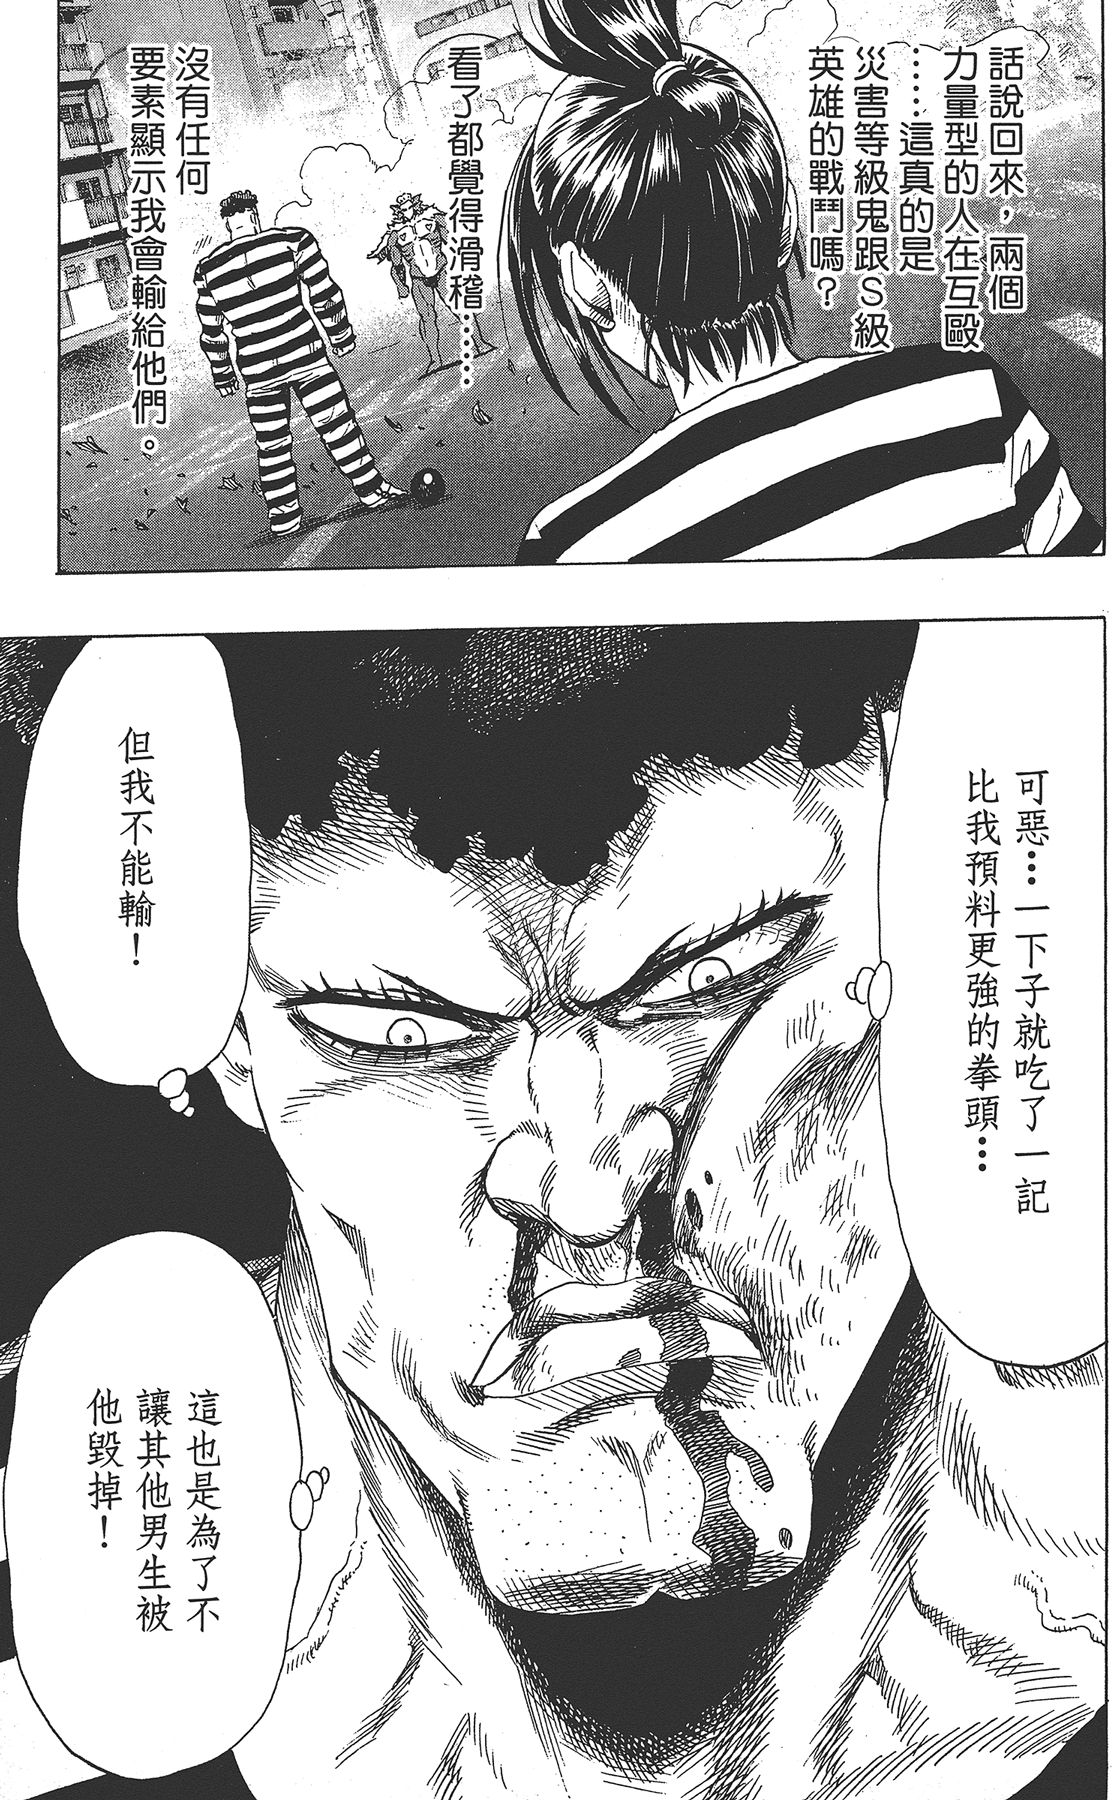 話說回來，兩個
力量型的人在互毆
……這真的是
災害等級鬼跟S級
英雄的戰鬥嗎？
看了都覺得滑稽……
沒有任何
要素顯示我會輸給他們。
可惡…一下子就吃了一記
比我預料更強的拳頭…
但我不能輸！
這也是為了不
讓其他男生被
他毀掉！